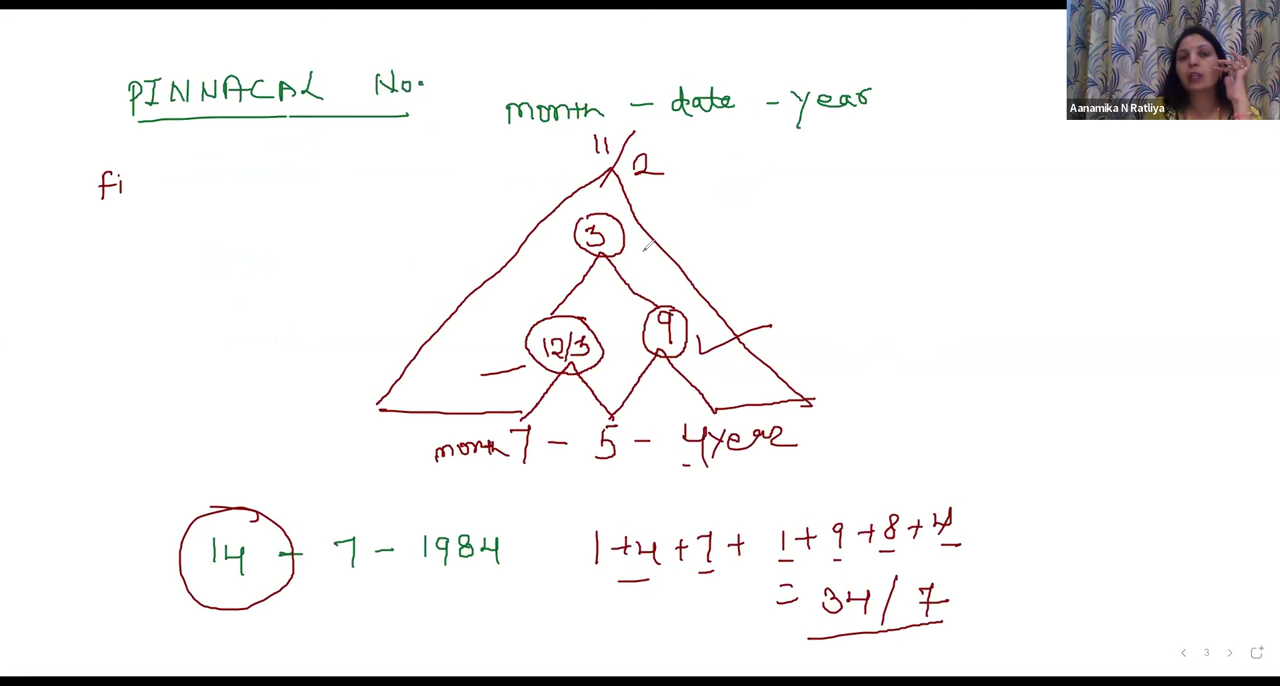 PINNACAL No.
month - date - year
Aanamika N Ratliya
11
2
fi
3
12/3
9
month 7 - 5 - 4 year
14 - 7 - 1984
1+4+7+ 1+9+8+4
= 34/7
3